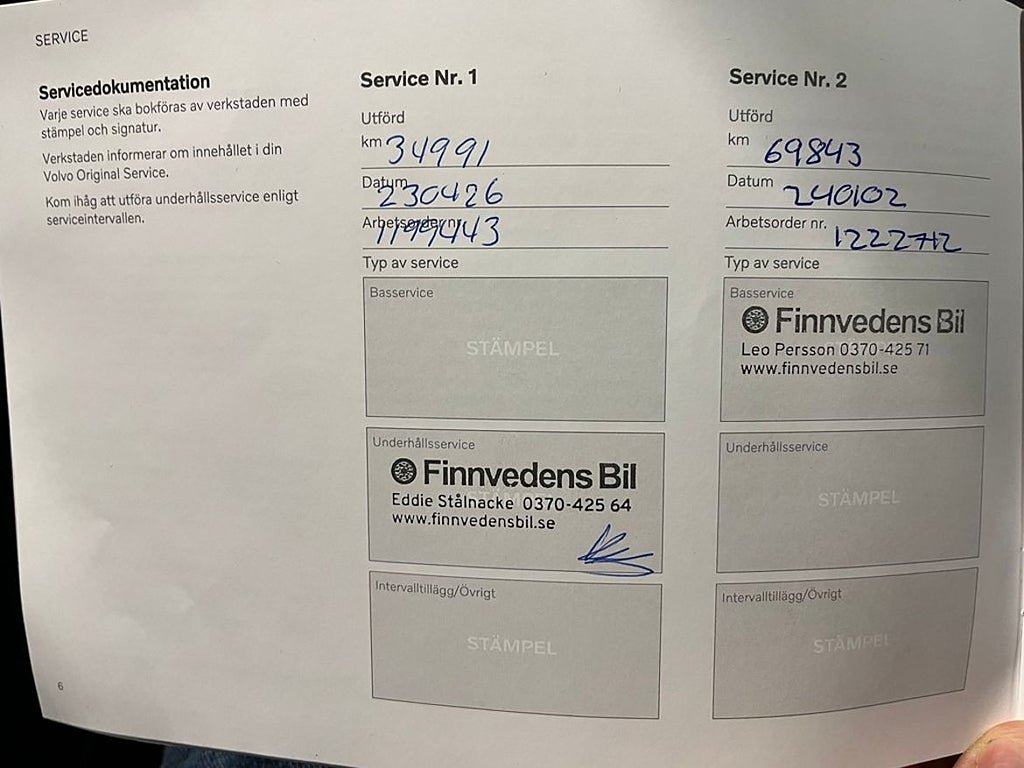 SERVICE
Servicedokumentation
Varje service ska bokföras av verkstaden med
stämpel och signatur.
Verkstaden informerar om innehållet i din
Volvo Original Service.
Kom ihåg att utföra underhållsservice enligt
serviceintervallen.
6
Service Nr. 1
Utförd
km 34991
Datum 230426
Arbetsorder nr. 1199443
Typ av service
Basservice
STÄMPEL
Underhållsservice
Finnvedens Bil
Eddie Stålnacke 0370-425 64
www.finnvedensbil.se
Intervalltillägg/Övrigt
STÄMPEL
Service Nr. 2
Utförd
km 69843
Datum 240102
Arbetsorder nr. 1222712
Typ av service
Basservice
Finnvedens Bil
Leo Persson 0370-425 71
www.finnvedensbil.se
Underhållsservice
STÄMPEL
Intervalltillägg/Övrigt
STÄMPEL